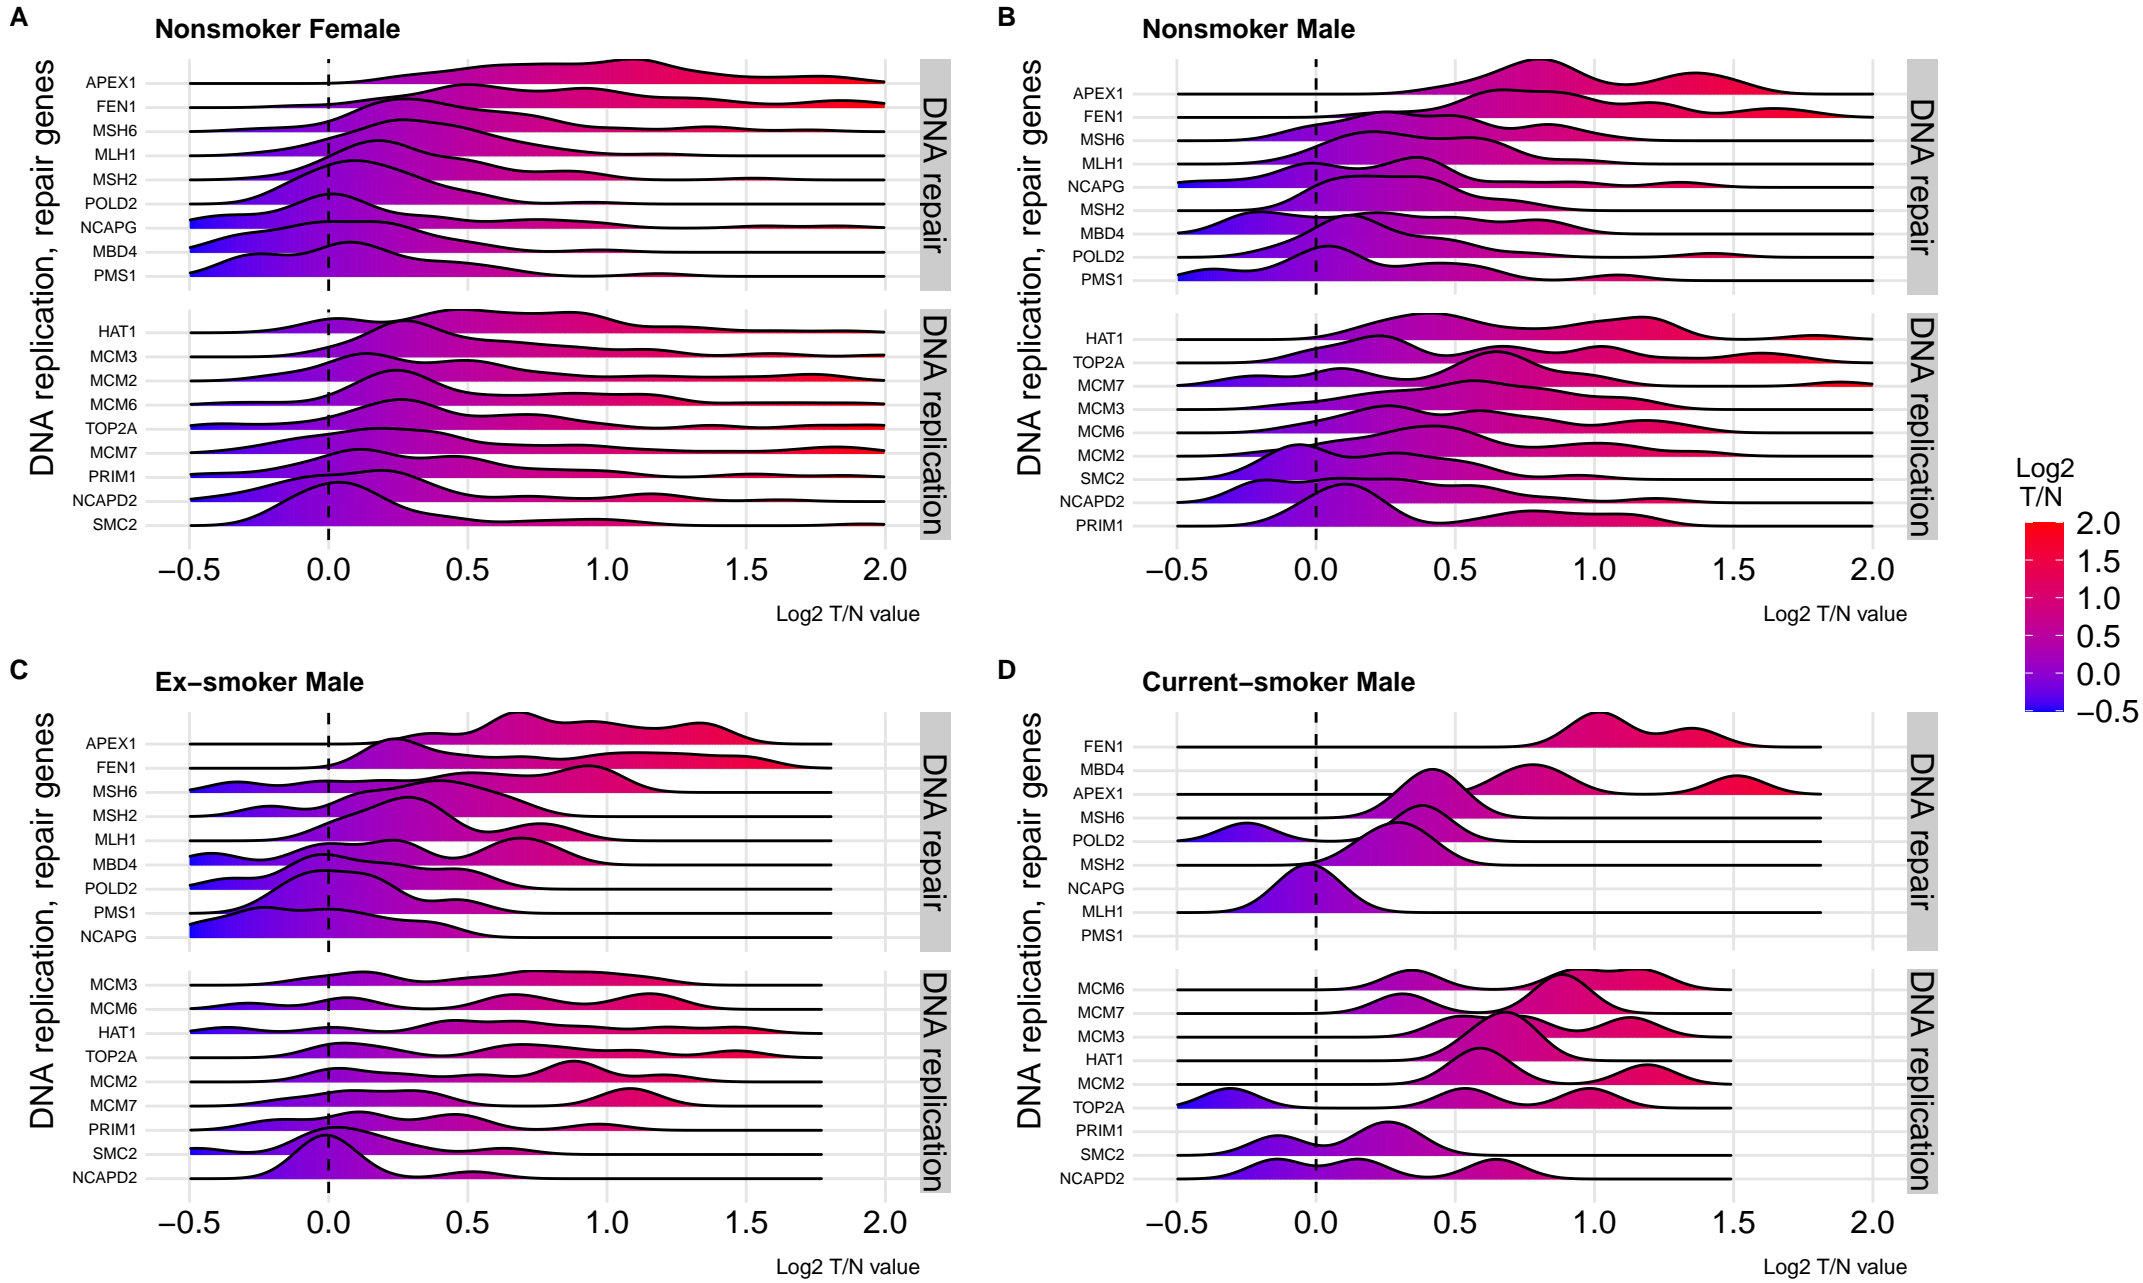 A
Nonsmoker Female
DNA replication, repair genes
APEX1
FEN1
MSH6
MLH1
MSH2
POLD2
NCAPG
MBD4
PMS1
DNA repair
HAT1
MCM3
MCM2
MCM6
TOP2A
MCM7
PRIM1
NCAPD2
SMC2
DNA replication
−0.5 0.0 0.5 1.0 1.5 2.0
Log2 T/N value
B
Nonsmoker Male
DNA replication, repair genes
APEX1
FEN1
MSH6
MLH1
NCAPG
MSH2
MBD4
POLD2
PMS1
DNA repair
HAT1
TOP2A
MCM7
MCM3
MCM6
MCM2
SMC2
NCAPD2
PRIM1
DNA replication
−0.5 0.0 0.5 1.0 1.5 2.0
Log2 T/N value
Log2
T/N
2.0
1.5
1.0
0.5
0.0
−0.5
C
Ex−smoker Male
DNA replication, repair genes
APEX1
FEN1
MSH6
MSH2
MLH1
MBD4
POLD2
PMS1
NCAPG
DNA repair
MCM3
MCM6
HAT1
TOP2A
MCM2
MCM7
PRIM1
SMC2
NCAPD2
DNA replication
−0.5 0.0 0.5 1.0 1.5 2.0
Log2 T/N value
D
Current−smoker Male
DNA replication, repair genes
FEN1
MBD4
APEX1
MSH6
POLD2
MSH2
NCAPG
MLH1
PMS1
DNA repair
MCM6
MCM7
MCM3
HAT1
MCM2
TOP2A
PRIM1
SMC2
NCAPD2
DNA replication
−0.5 0.0 0.5 1.0 1.5 2.0
Log2 T/N value